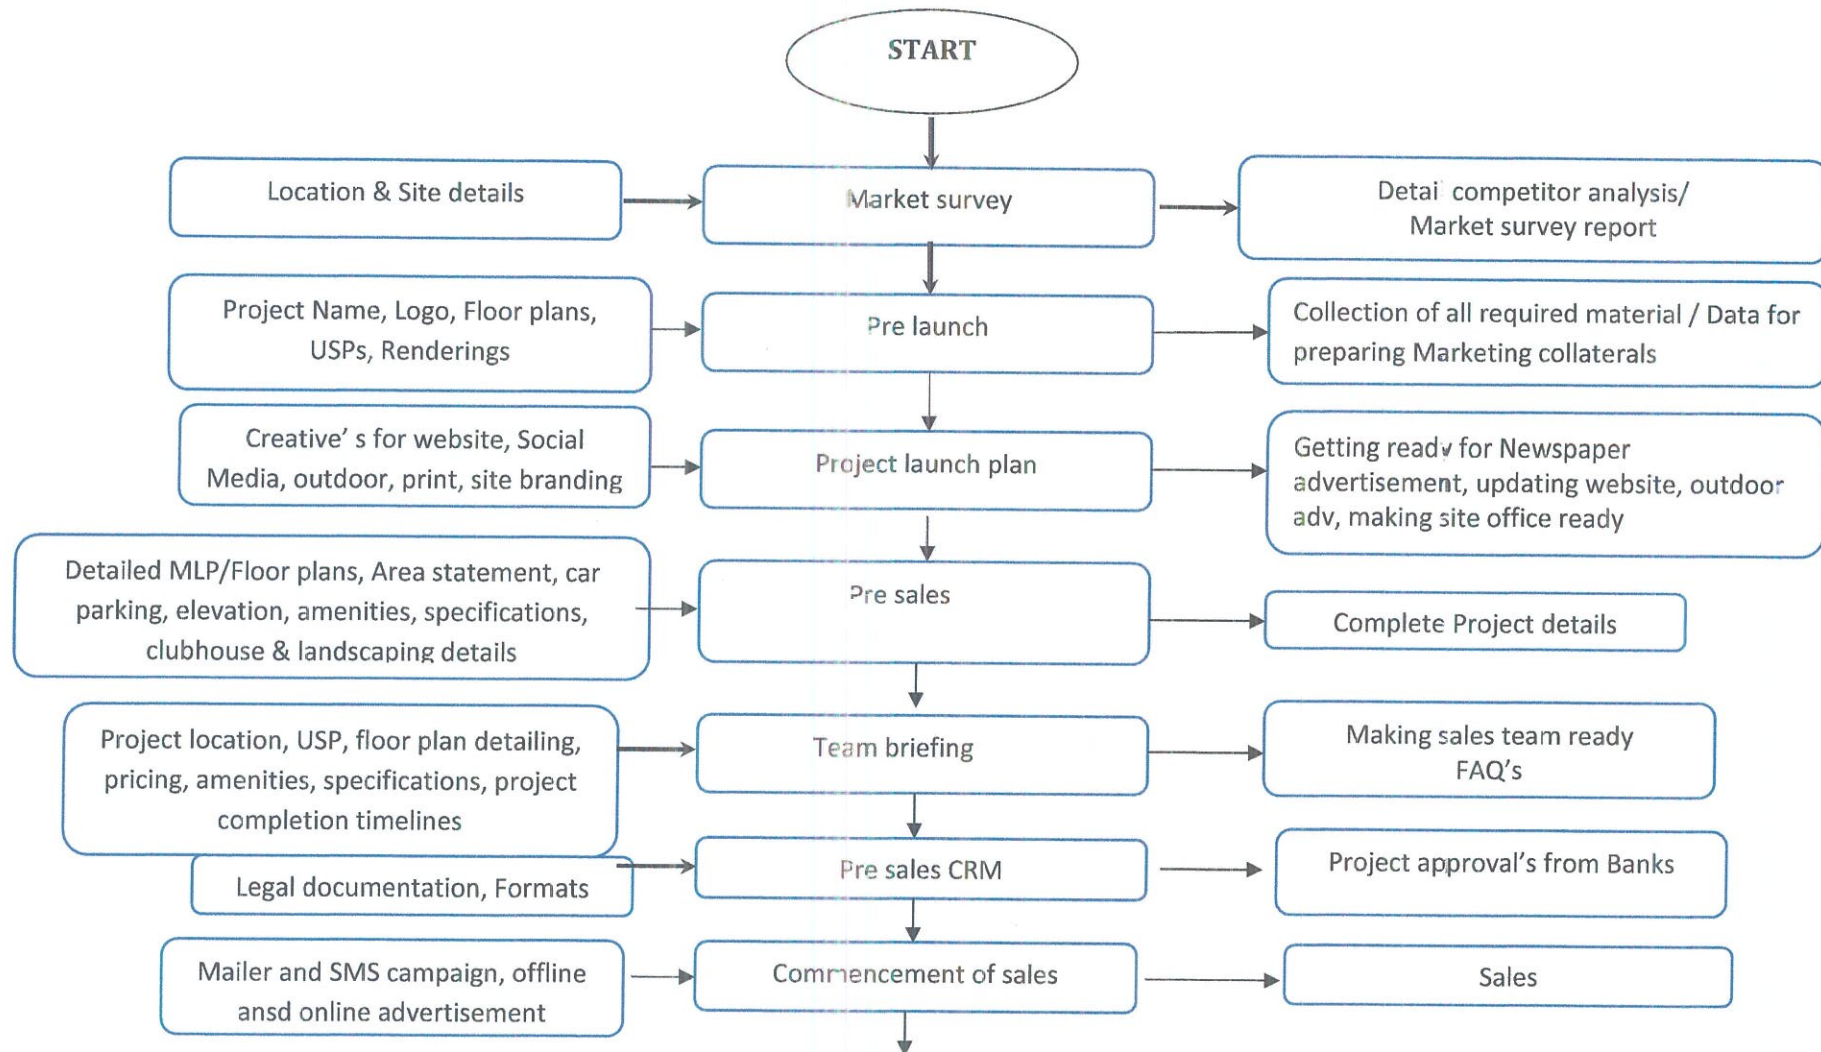 START
Location & Site details
Market survey
Detai competitor analysis/
Market survey report
Project Name, Logo, Floor plans,
USPs, Renderings
Pre launch
Collection of all required material / Data for
preparing Marketing collaterals
Creative' s for website, Social
Media, outdoor, print, site branding
Project launch plan
Getting ready for Newspaper
advertisement, updating website, outdoor
adv, making site office ready
Detailed MLP/Floor plans, Area statement, car
parking, elevation, amenities, specifications,
clubhouse & landscaping details
Pre sales
Complete Project details
Project location, USP, floor plan detailing,
pricing, amenities, specifications, project
completion timelines
Team briefing
Making sales team ready
FAQ's
Legal documentation, Formats
Pre sales CRM
Project approval's from Banks
Mailer and SMS campaign, offline
ansd online advertisement
Commencement of sales
Sales